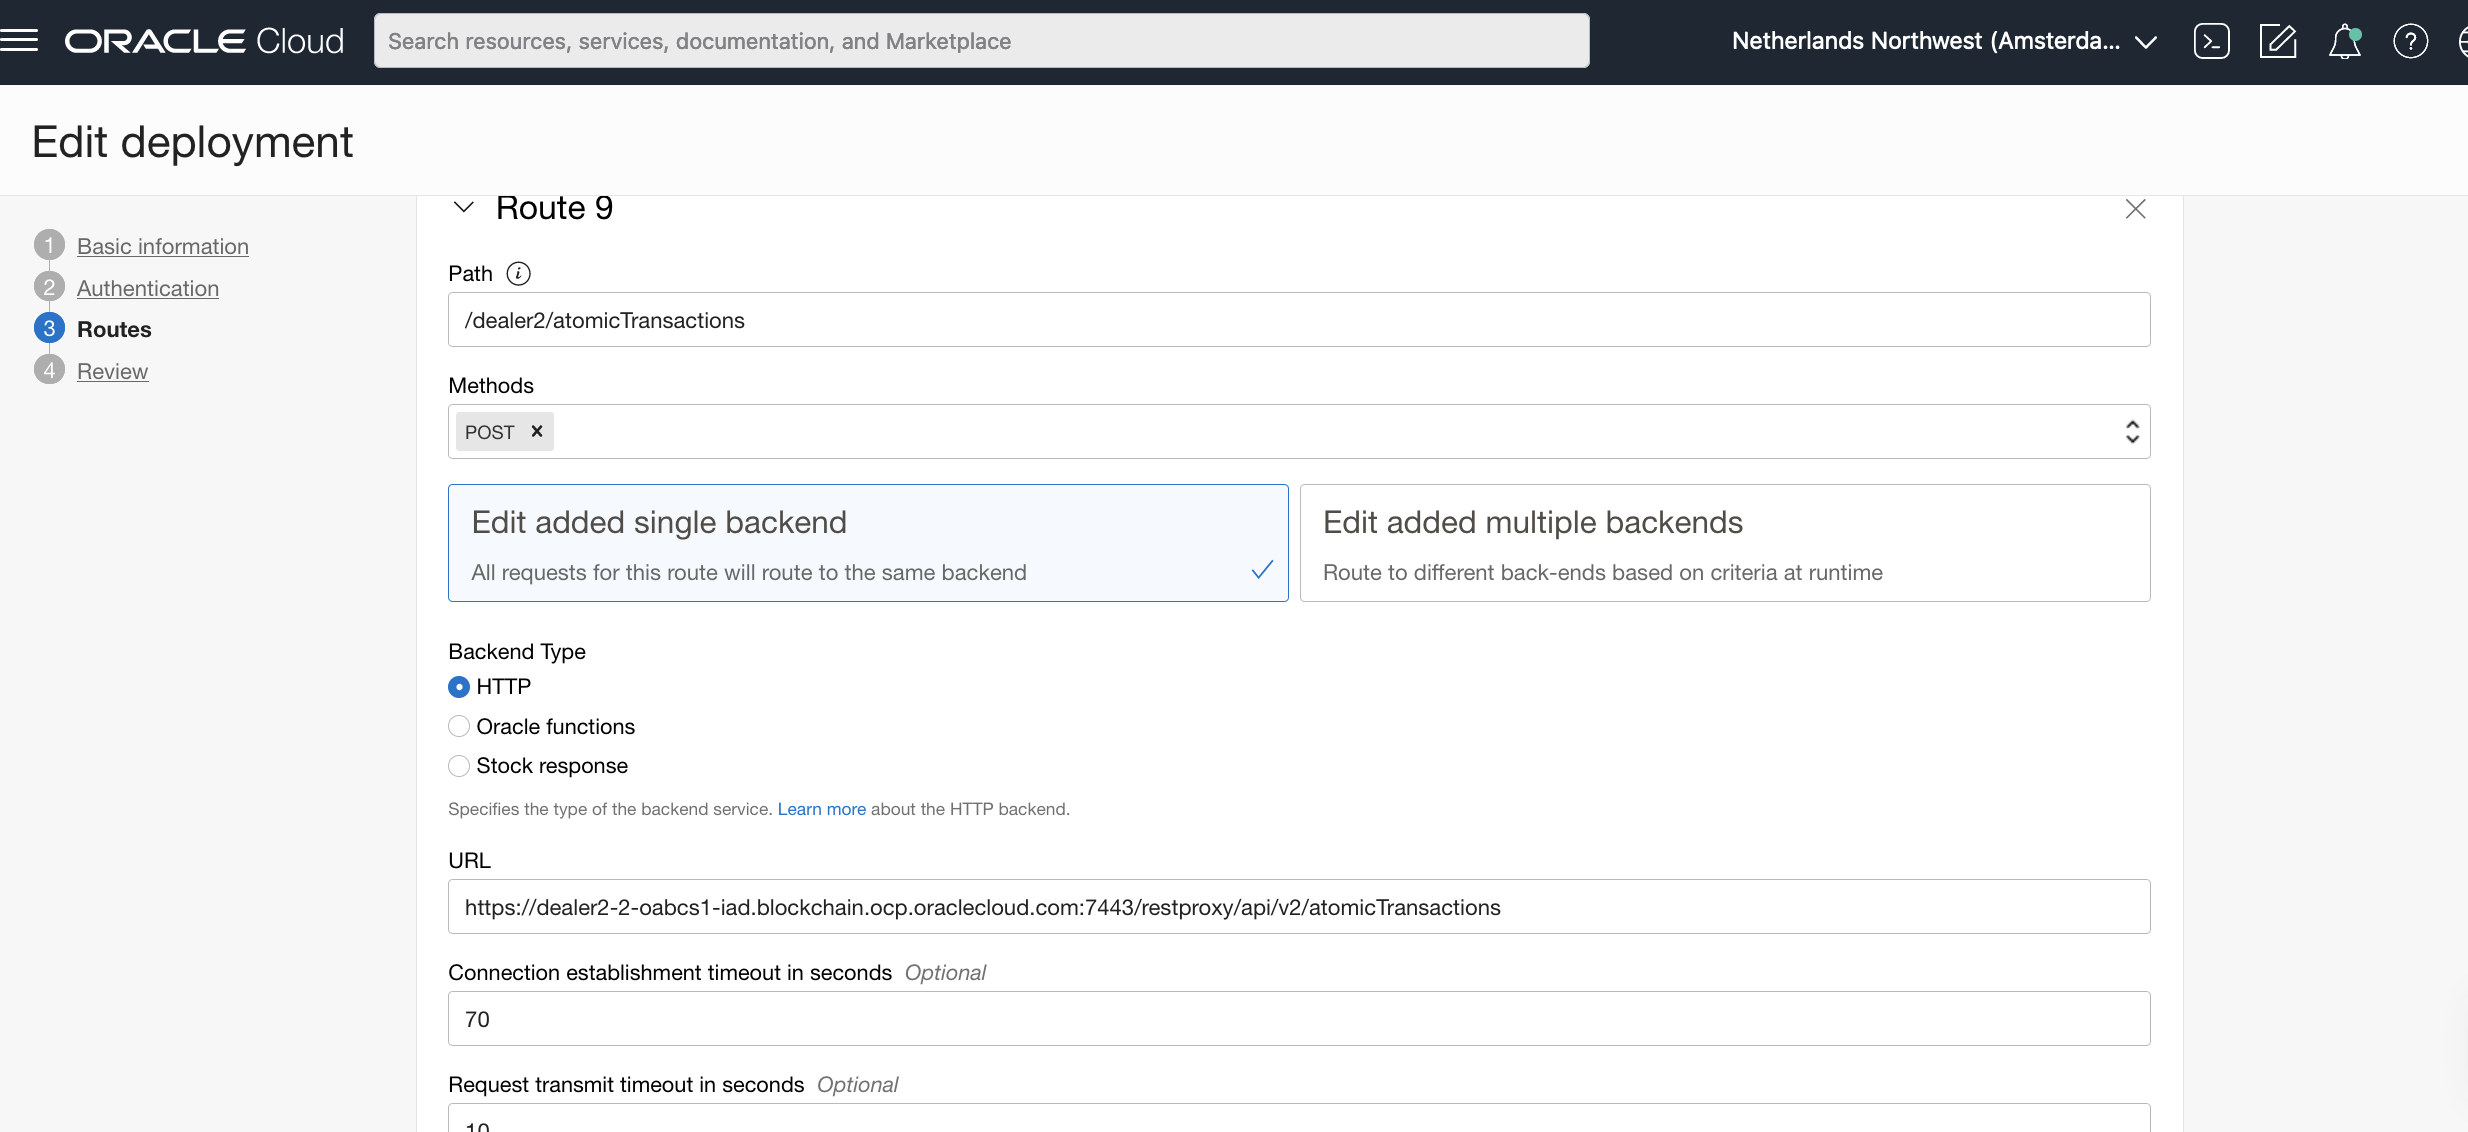 ORACLE Cloud
Search resources, services, documentation, and Marketplace
Netherlands Northwest (Amsterda...
Edit deployment
1 Basic information
2 Authentication
3 Routes
4 Review
Route 9
Path
/dealer2/atomicTransactions
Methods
POST
Edit added single backend
All requests for this route will route to the same backend
Edit added multiple backends
Route to different back-ends based on criteria at runtime
Backend Type
HTTP
Oracle functions
Stock response
Specifies the type of the backend service. Learn more about the HTTP backend.
URL
https://dealer2-2-oabcs1-iad.blockchain.ocp.oraclecloud.com:7443/restproxy/api/v2/atomicTransactions
Connection establishment timeout in seconds Optional
70
Request transmit timeout in seconds Optional
10